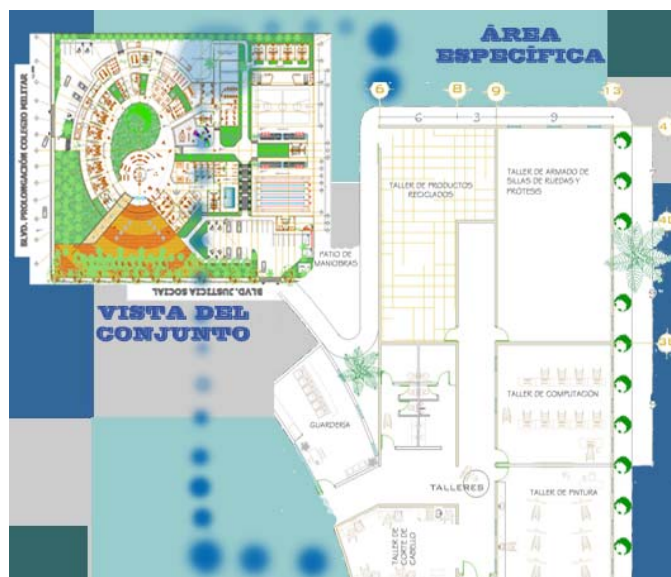 ÁREA
ESPECÍFICA
BLVD. PROLONGACIÓN COLEGIO MILITAR
BLVD. JUSTICIA SOCIAL
VISTA DEL
CONJUNTO
6
8
9
13
6
3
9
TALLER DE PRODUCTOS
RECICLADOS
TALLER DE ARMADO DE
SILLAS DE RUEDAS Y
PRÓTESIS
PATIO DE
MANIOBRAS
TALLER DE COMPUTACIÓN
GUARDERÍA
TALLERES
TALLER DE PINTURA
TALLER DE
CORTE DE
CABELLO